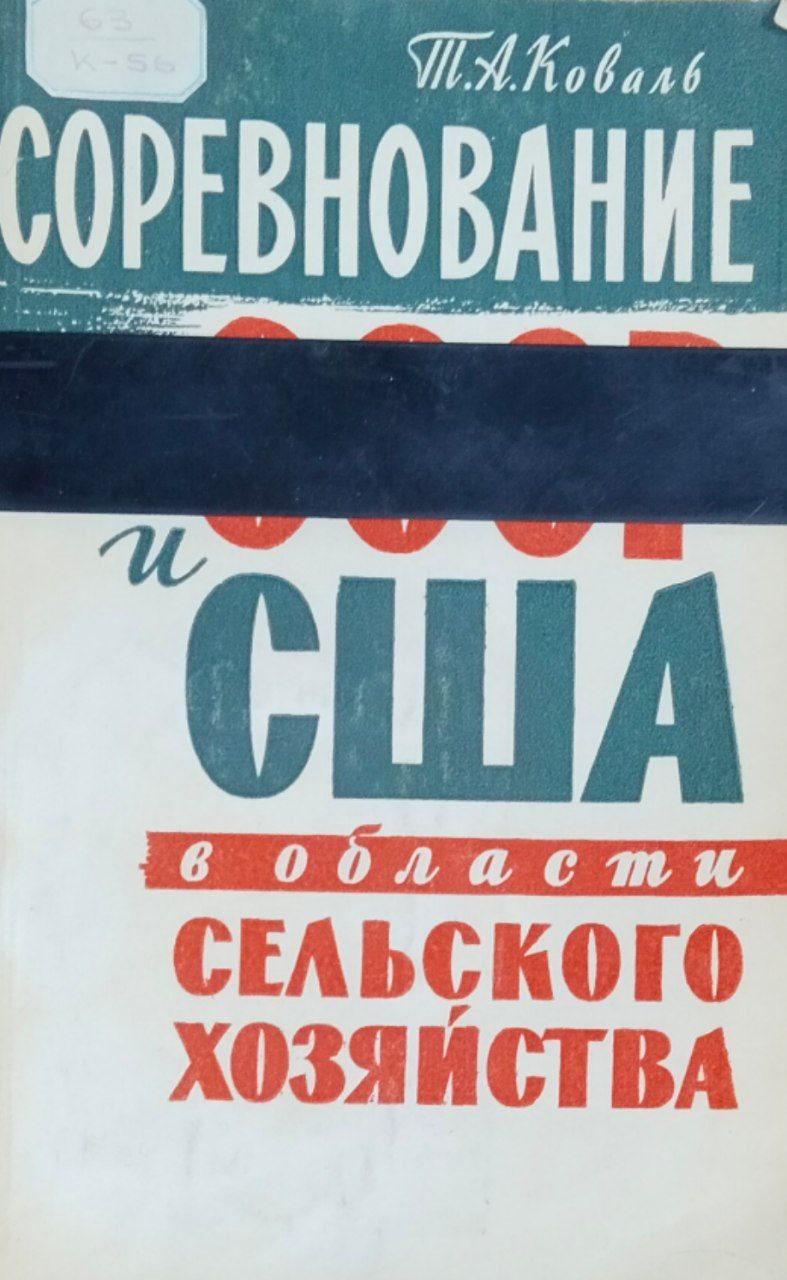 63
К-56
Т.А.Коваль
СОРЕВНОВАНИЕ
и
США
в области
СЕЛЬСКОГО
ХОЗЯЙСТВА